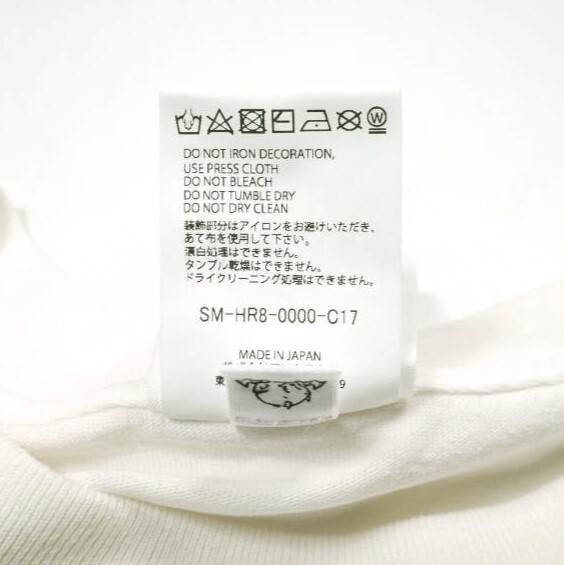 DO NOT IRON DECORATION,
USE PRESS CLOTH
DO NOT BLEACH
DO NOT TUMBLE DRY
DO NOT DRY CLEAN
装飾部分はアイロンをお避けいただき、
あて布を使用して下さい。
漂白処理はできません。
タンブル乾燥はできません。
ドライクリーニング処理はできません。
SM-HR8-0000-C17
MADE IN JAPAN
東 9